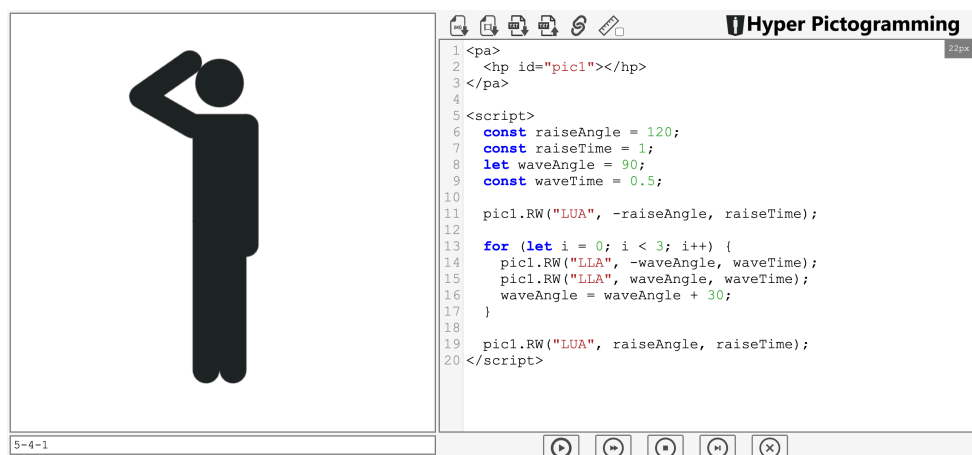 Hyper Pictogramming
22px
1 <pa>
2   <hp id="pic1"></hp>
3 </pa>
4
5 <script>
6   const raiseAngle = 120;
7   const raiseTime = 1;
8   let waveAngle = 90;
9   const waveTime = 0.5;
10
11   pic1.RW("LUA", -raiseAngle, raiseTime);
12
13   for (let i = 0; i < 3; i++) {
14     pic1.RW("LLA", -waveAngle, waveTime);
15     pic1.RW("LLA", waveAngle, waveTime);
16     waveAngle = waveAngle + 30;
17   }
18
19   pic1.RW("LUA", raiseAngle, raiseTime);
20 </script>
5-4-1